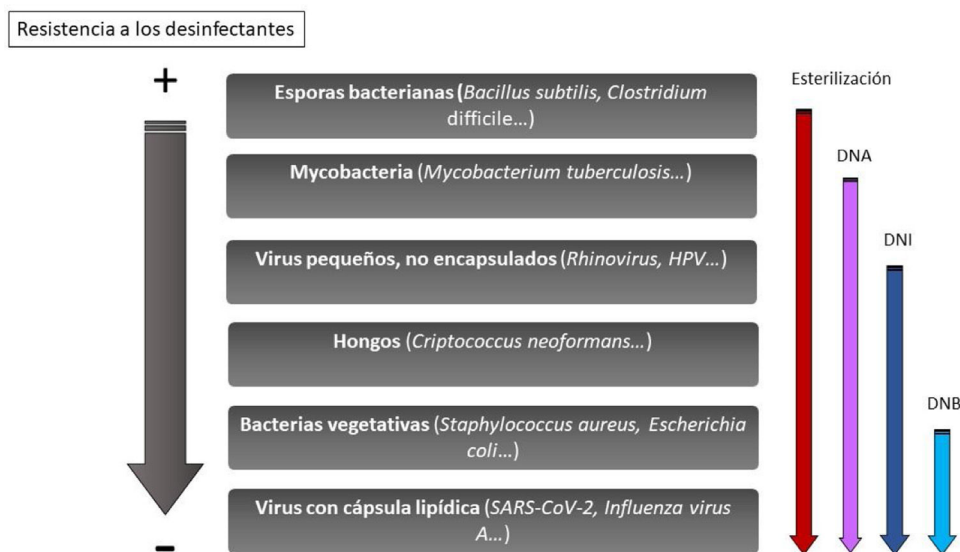 Resistencia a los desinfectantes
+
Esporas bacterianas (Bacillus subtilis, Clostridium
difficile…)
Esterilización
DNA
Mycobacteria (Mycobacterium tuberculosis…)
DNI
Virus pequeños, no encapsulados (Rhinovirus, HPV…)
Hongos (Criptococcus neoformans…)
DNB
Bacterias vegetativas (Staphylococcus aureus, Escherichia
coli…)
Virus con cápsula lipídica (SARS-CoV-2, Influenza virus
A…)
-